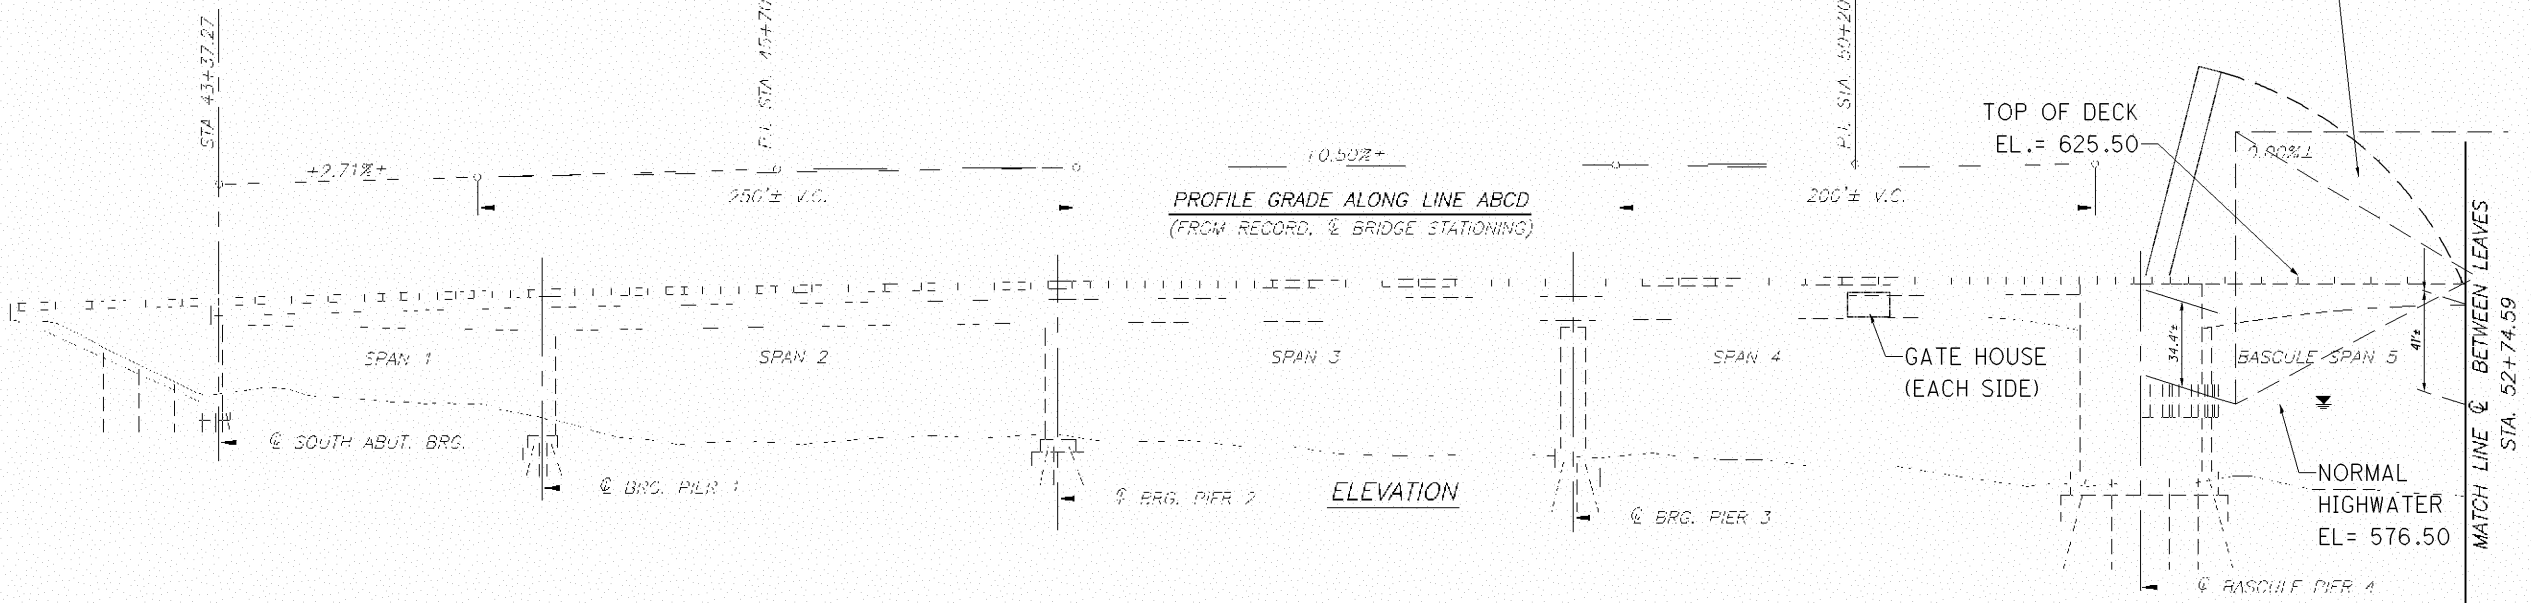 STA 43+37.27
P.I. STA. 45+70
P.I. STA. 50+20
+2.71%±
250'± V.C.
+0.50%±
PROFILE GRADE ALONG LINE ABCD
(FROM RECORD, ℄ BRIDGE STATIONING)
200'± V.C.
TOP OF DECK
EL.= 625.50
0.00%±
SPAN 1
SPAN 2
SPAN 3
SPAN 4
GATE HOUSE
(EACH SIDE)
34.4'±
BASCULE SPAN 5
41'±
℄ SOUTH ABUT. BRG.
℄ BRG. PIER 1
℄ BRG. PIER 2
ELEVATION
℄ BRG. PIER 3
NORMAL
HIGHWATER
EL= 576.50
℄ BASCULE PIER 4
MATCH LINE ℄ BETWEEN LEAVES
STA. 52+74.59